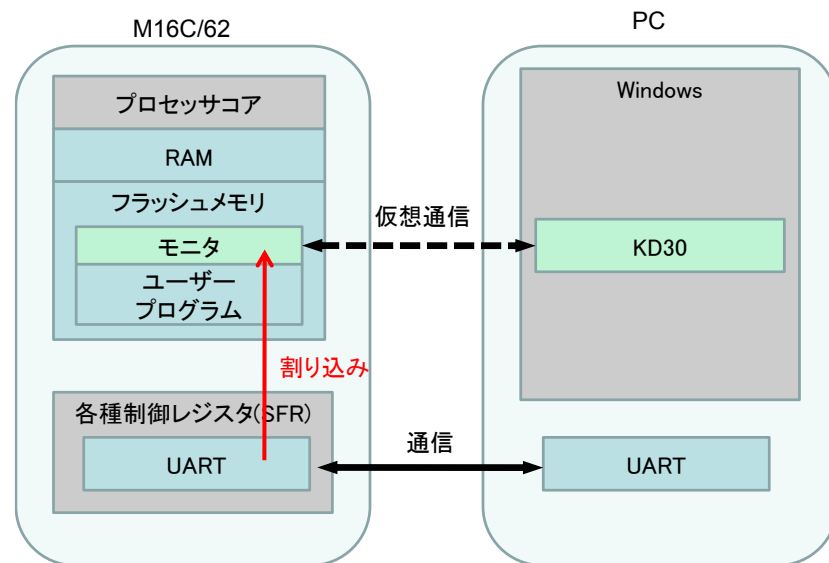 M16C/62
PC
プロセッサコア
RAM
フラッシュメモリ
モニタ
ユーザー
プログラム
割り込み
各種制御レジスタ(SFR)
UART
仮想通信
通信
Windows
KD30
UART